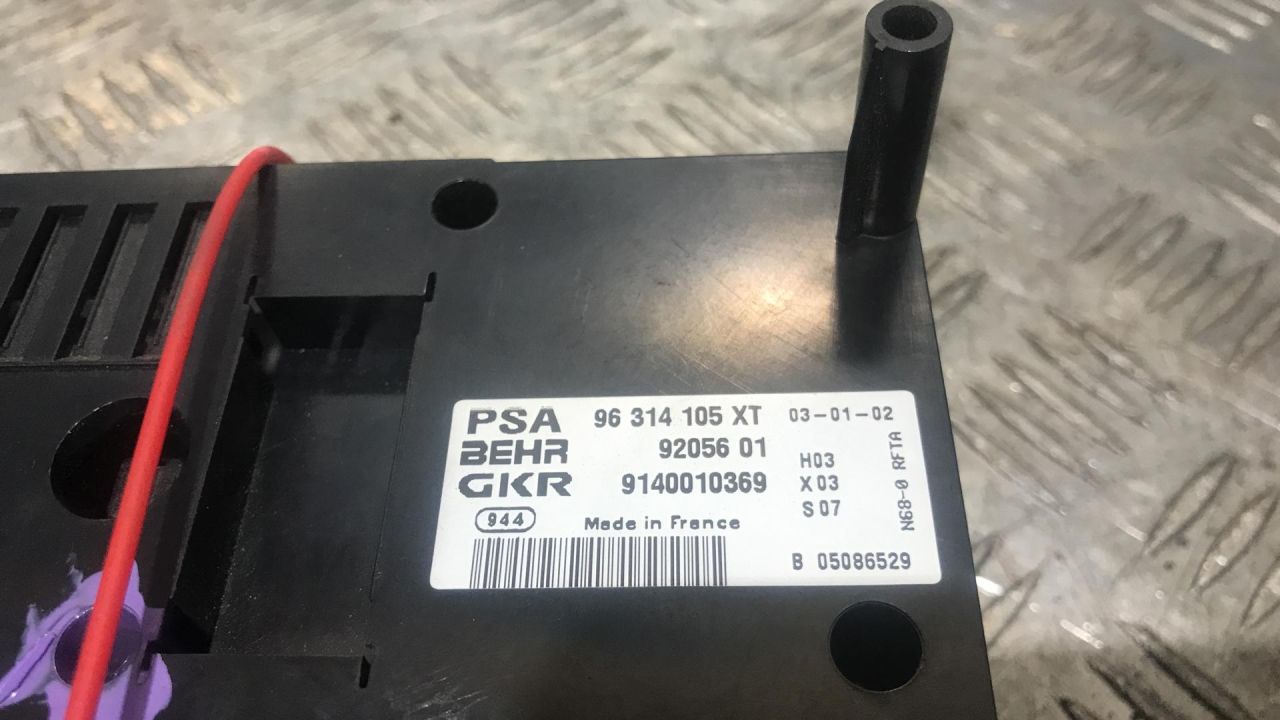 PSA 96 314 105 XT 03-01-02
BEHR 92056 01
GKR 9140010369
H03
X03
S07
N68-0 RFTA
944 Made in France
B 05086529